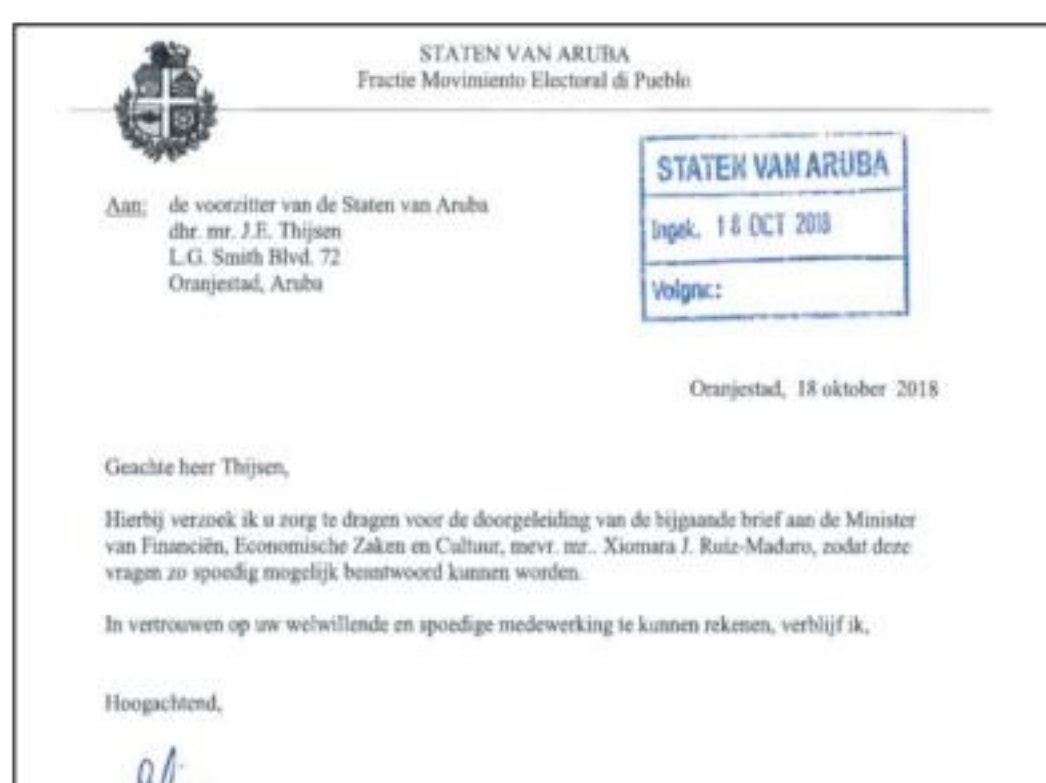 STATEN VAN ARUBA
Fractie Movimiento Electoral di Pueblo
STATEN VAN ARUBA
Ingek. 18 OCT 2018
Volgnr.:
Aan: de voorzitter van de Staten van Aruba
dhr. mr. J.E. Thijsen
L.G. Smith Blvd. 72
Oranjestad, Aruba
Oranjestad, 18 oktober 2018
Geachte heer Thijsen,
Hierbij verzoek ik u zorg te dragen voor de doorgeleiding van de bijgaande brief aan de Minister
van Financiën, Economische Zaken en Cultuur, mevr. mr.. Xiomara J. Ruiz-Maduro, zodat deze
vragen zo spoedig mogelijk beantwoord kunnen worden.
In vertrouwen op uw welwillende en spoedige medewerking te kunnen rekenen, verblijf ik,
Hoogachtend,